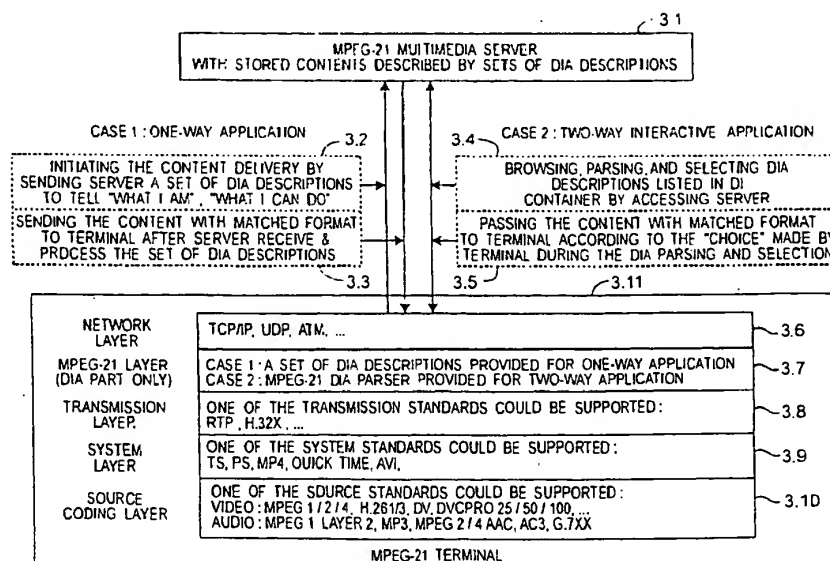 3.1
MPEG-21 MULTIMEDIA SERVER
WITH STORED CONTENTS DESCRIBED BY SETS OF DIA DESCRIPTIONS
CASE 1 : ONE-WAY APPLICATION
3.2
INITIATING THE CONTENT DELIVERY BY
SENDING SERVER A SET OF DIA DESCRIPTIONS
TO TELL "WHAT I AM", "WHAT I CAN DO"
SENDING THE CONTENT WITH MATCHED FORMAT
TO TERMINAL AFTER SERVER RECEIVE &
PROCESS THE SET OF DIA DESCRIPTIONS
3.3
3.4
CASE 2 : TWO-WAY INTERACTIVE APPLICATION
BROWSING, PARSING, AND SELECTING DIA
DESCRIPTIONS LISTED IN DI
CONTAINER BY ACCESSING SERVER
PASSING THE CONTENT WITH MATCHED FORMAT
TO TERMINAL ACCORDING TO THE "CHOICE" MADE BY
TERMINAL DURING THE DIA PARSING AND SELECTION
3.5
3.11
NETWORK
LAYER
TCP/IP, UDP, ATM, ...
3.6
MPEG-21 LAYER
(DIA PART ONLY)
CASE 1 : A SET OF DIA DESCRIPTIONS PROVIDED FOR ONE-WAY APPLICATION
CASE 2 : MPEG-21 DIA PARSER PROVIDED FOR TWO-WAY APPLICATION
3.7
TRANSMISSION
LAYER
ONE OF THE TRANSMISSION STANDARDS COULD BE SUPPORTED :
RTP, H.32X, ...
3.8
SYSTEM
LAYER
ONE OF THE SYSTEM STANDARDS COULD BE SUPPORTED :
TS, PS, MP4, QUICK TIME, AVI,
3.9
SOURCE
CODING LAYER
ONE OF THE SOURCE STANDARDS COULD BE SUPPORTED :
VIDEO : MPEG 1 / 2 / 4, H.261/3, DV, DVCPRO 25 / 50 / 100, ...
AUDIO : MPEG 1 LAYER 2, MP3, MPEG 2 / 4 AAC, AC3, G.7XX
3.10
MPEG-21 TERMINAL